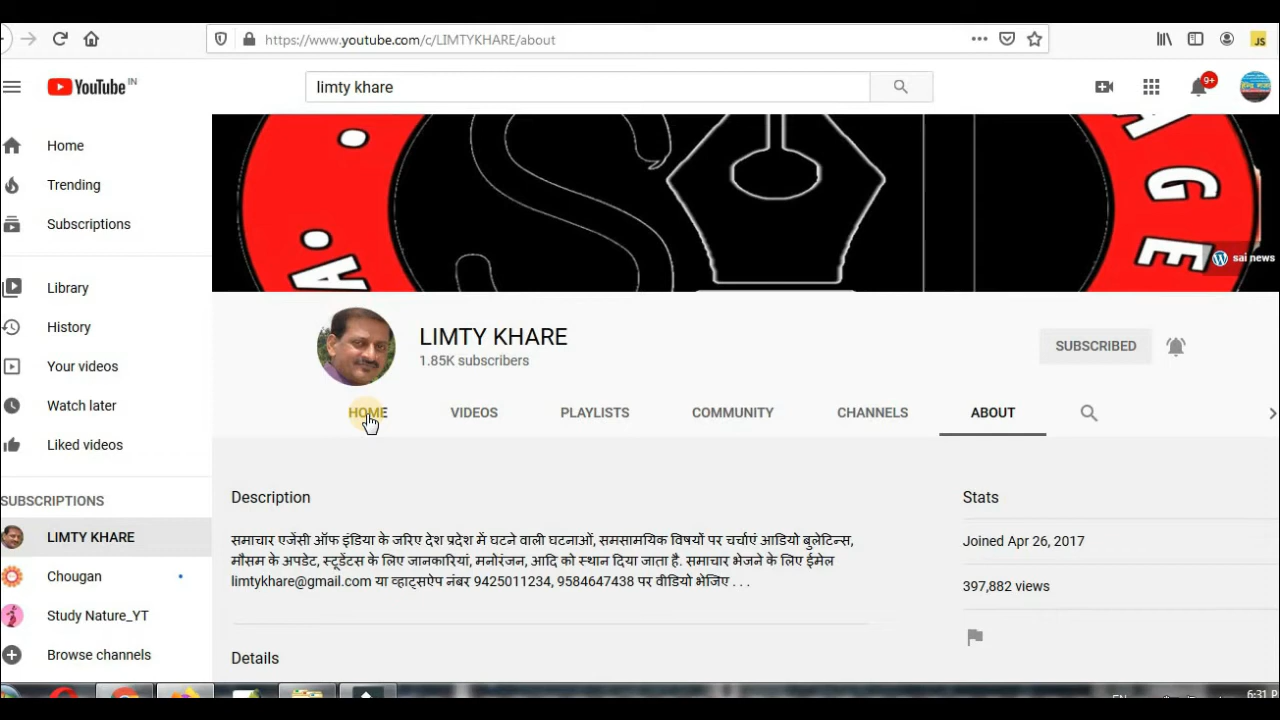 https://www.youtube.com/c/LIMTYKHARE/about
JS
YouTube IN
limty khare
9+
Home
Trending
Subscriptions
Library
History
Your videos
Watch later
Liked videos
SUBSCRIPTIONS
LIMTY KHARE
Chougan
Study Nature_YT
Browse channels
A
AGE
sai news
LIMTY KHARE
1.85K subscribers
SUBSCRIBED
HOME VIDEOS PLAYLISTS COMMUNITY CHANNELS ABOUT
Description
समाचार एजेंसी ऑफ इंडिया के जरिए देश प्रदेश में घटने वाली घटनाओं, समसामयिक विषयों पर चर्चाएं आडियो बुलेटिन्स,
मौसम के अपडेट, स्टूडेंटस के लिए जानकारियां, मनोरंजन, आदि को स्थान दिया जाता है. समाचार भेजने के लिए ईमेल
limtykhare@gmail.com या व्हाट्सऐप नंबर 9425011234, 9584647438 पर वीडियो भेजिए . . .
Details
Stats
Joined Apr 26, 2017
397,882 views
6:31 P